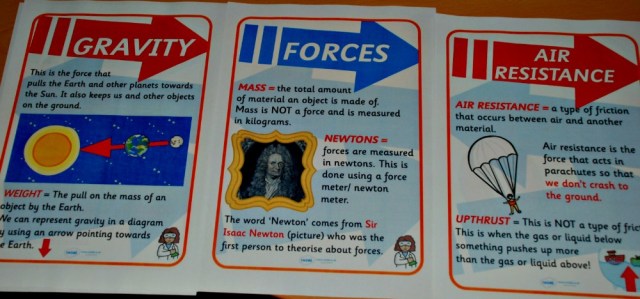 GRAVITY
This is the force that
pulls the Earth and other planets towards
the Sun. It also keeps us and other objects
on the ground.
WEIGHT = The pull on the mass of an
object by the Earth.
We can represent gravity in a diagram
by using an arrow pointing towards
the Earth.
FORCES
MASS = the total amount
of material an object is made of.
Mass is NOT a force and is measured
in kilograms.
NEWTONS =
forces are measured
in newtons. This is
done using a force
meter/ newton
meter.
The word 'Newton' comes from Sir
Isaac Newton (picture) who was the
first person to theorise about forces.
AIR
RESISTANCE
AIR RESISTANCE = a type of friction
that occurs between air and another
material.
Air resistance is the
force that acts in
parachutes so that
we don't crash to
the ground.
UPTHRUST = This is NOT a type of fric
This is when the gas or liquid below
something pushes up more
than the gas or liquid above!